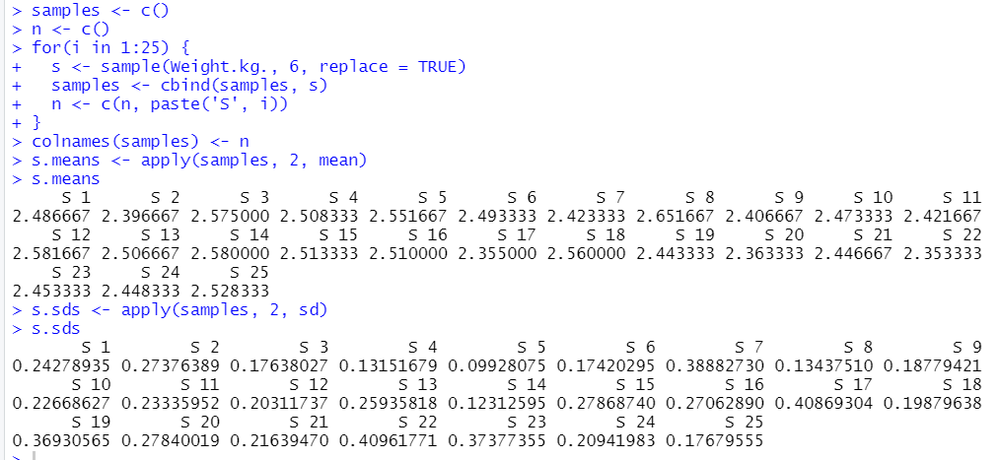 > samples <- c()
> n <- c()
> for(i in 1:25) {
+   s <- sample(Weight.kg., 6, replace = TRUE)
+   samples <- cbind(samples, s)
+   n <- c(n, paste('S', i))
+ }
> colnames(samples) <- n
> s.means <- apply(samples, 2, mean)
> s.means
     S 1      S 2      S 3      S 4      S 5      S 6      S 7      S 8      S 9     S 10     S 11
2.486667 2.396667 2.575000 2.508333 2.551667 2.493333 2.423333 2.651667 2.406667 2.473333 2.421667
    S 12     S 13     S 14     S 15     S 16     S 17     S 18     S 19     S 20     S 21     S 22
2.581667 2.506667 2.580000 2.513333 2.510000 2.355000 2.560000 2.443333 2.363333 2.446667 2.353333
    S 23     S 24     S 25
2.453333 2.448333 2.528333
> s.sds <- apply(samples, 2, sd)
> s.sds
       S 1        S 2        S 3        S 4        S 5        S 6        S 7        S 8        S 9
0.24278935 0.27376389 0.17638027 0.13151679 0.09928075 0.17420295 0.38882730 0.13437510 0.18779421
      S 10       S 11       S 12       S 13       S 14       S 15       S 16       S 17       S 18
0.22668627 0.23335952 0.20311737 0.25935818 0.12312595 0.27868740 0.27062890 0.40869304 0.19879638
      S 19       S 20       S 21       S 22       S 23       S 24       S 25
0.36930565 0.27840019 0.21639470 0.40961771 0.37377355 0.20941983 0.17679555
>